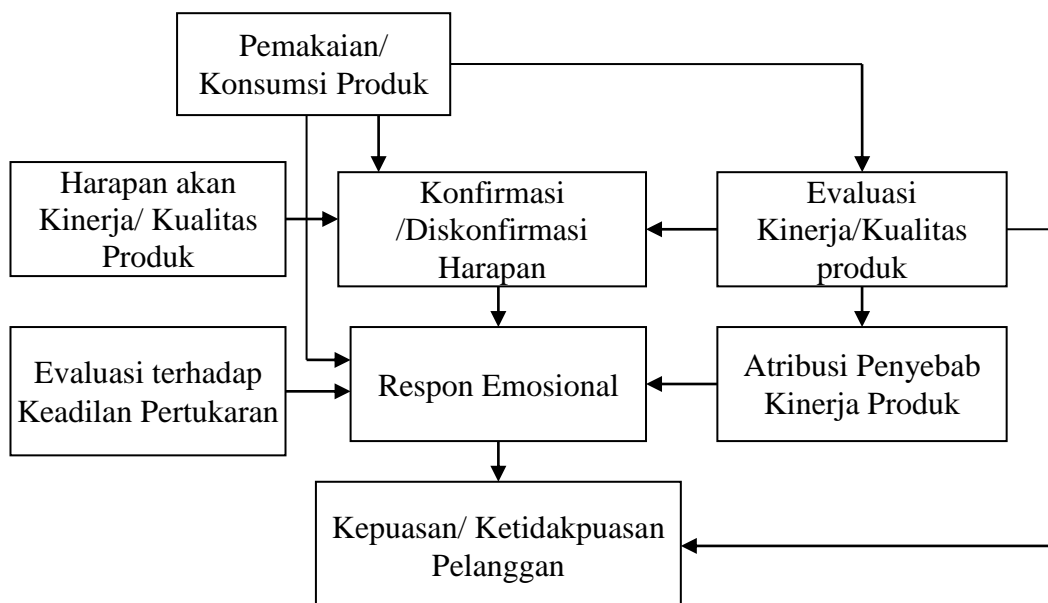 Pemakaian/
Konsumsi Produk
Harapan akan
Kinerja/ Kualitas
Produk
Konfirmasi
/Diskonfirmasi
Harapan
Evaluasi
Kinerja/Kualitas
produk
Evaluasi terhadap
Keadilan Pertukaran
Respon Emosional
Atribusi Penyebab
Kinerja Produk
Kepuasan/ Ketidakpuasan
Pelanggan